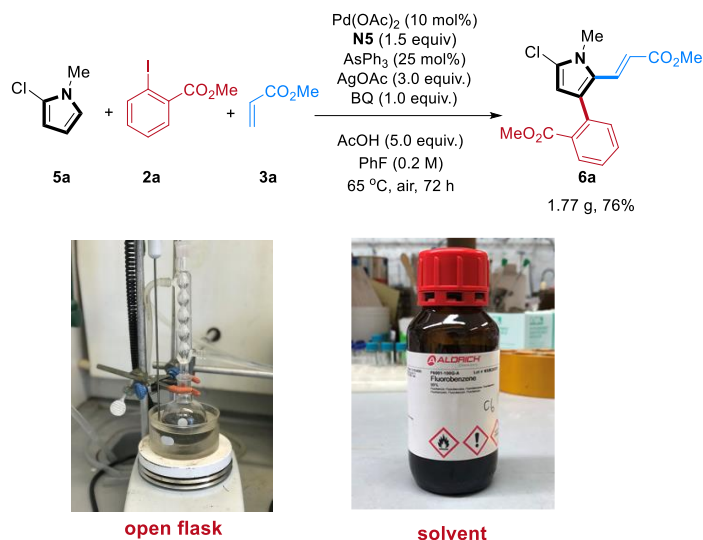 Pd(OAc)2 (10 mol%)
N5 (1.5 equiv)
AsPh3 (25 mol%)
AgOAc (3.0 equiv.)
BQ (1.0 equiv.)
AcOH (5.0 equiv.)
PhF (0.2 M)
65 °C, air, 72 h
Cl
N
Me
5a
+
I
CO2Me
2a
+
CO2Me
3a
Cl
N
Me
CO2Me
MeO2C
6a
1.77 g, 76%
ALDRICH
Fluorobenzene
open flask
solvent